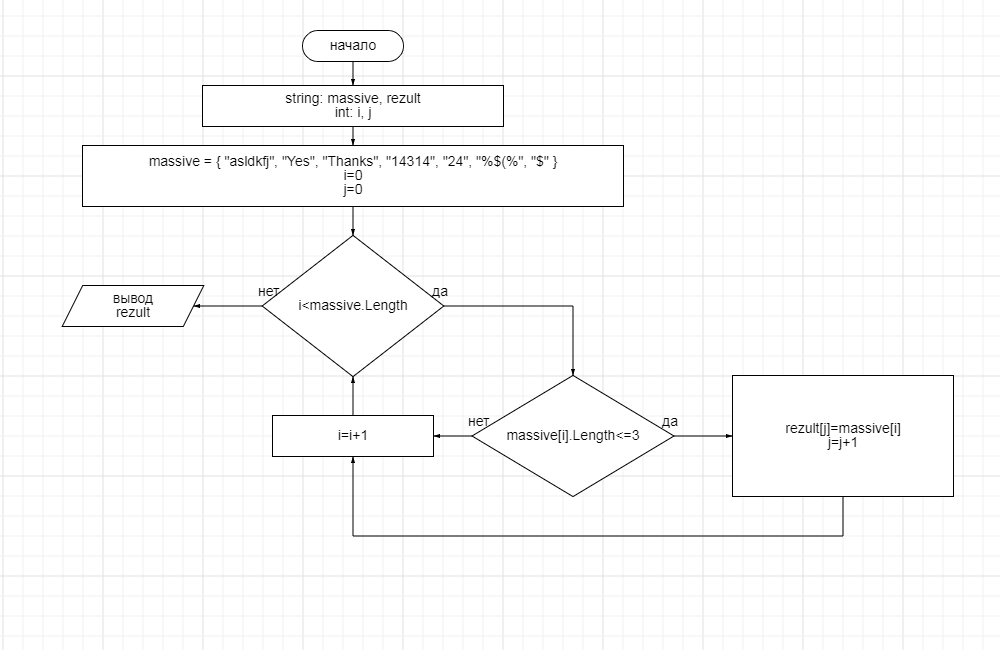 начало
string: massive, rezult
int: i, j
massive = { "asldkfj", "Yes", "Thanks", "14314", "24", "%$(%", "$" }
i=0
j=0
нет
да
i<massive.Length
вывод
rezult
нет
да
i=i+1
massive[i].Length<=3
rezult[j]=massive[i]
j=j+1